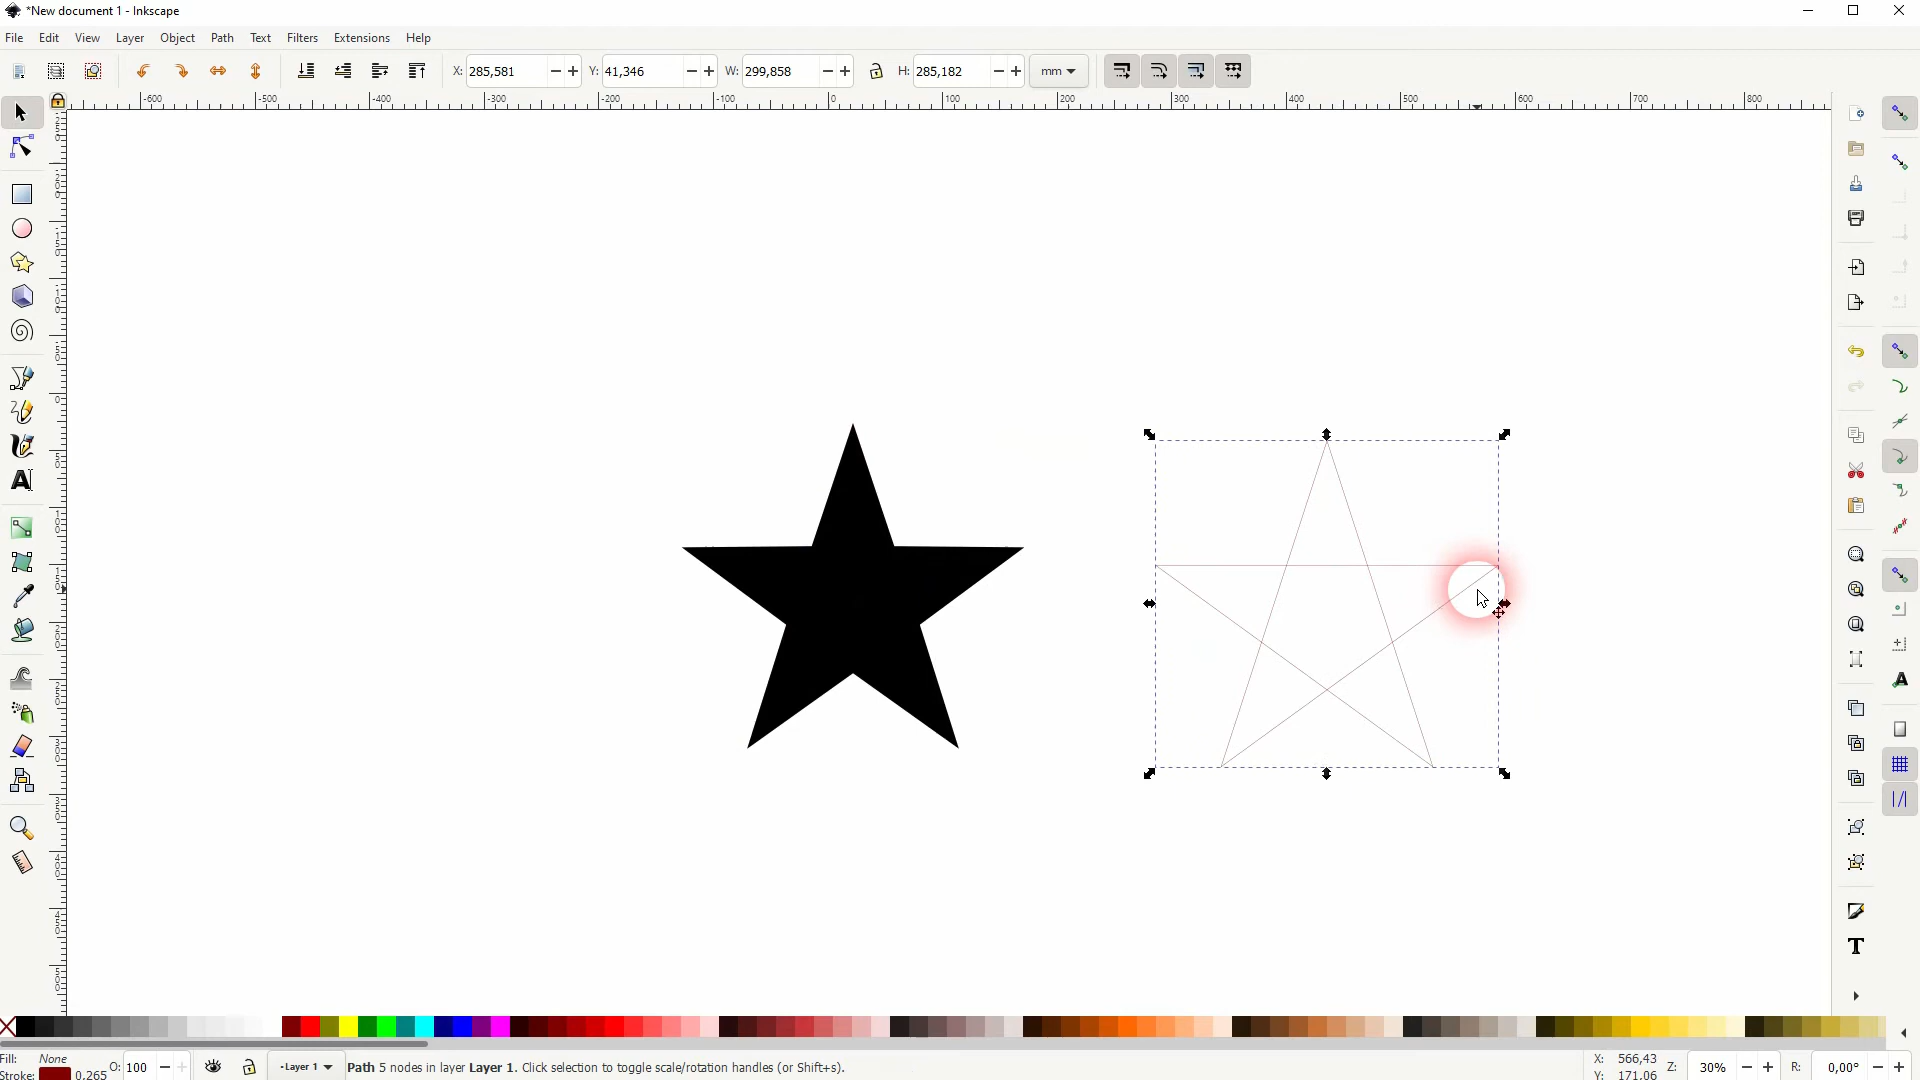 *New document 1 - Inkscape
File Edit View Layer Object Path Text Filters Extensions Help
X: 285,581 Y: 41,346 W: 299,858 H: 285,182 mm
-600 -500 -400 -300 -200 -100 0 100 200 300 400 500 600 700 800
Fill: None O: 100 -Layer 1 Path 5 nodes in layer Layer 1. Click selection to toggle scale/rotation handles (or Shift+s). X: 566,43 Z: 30% R: 0,00°
Stroke: 0,265 Y: 171,06